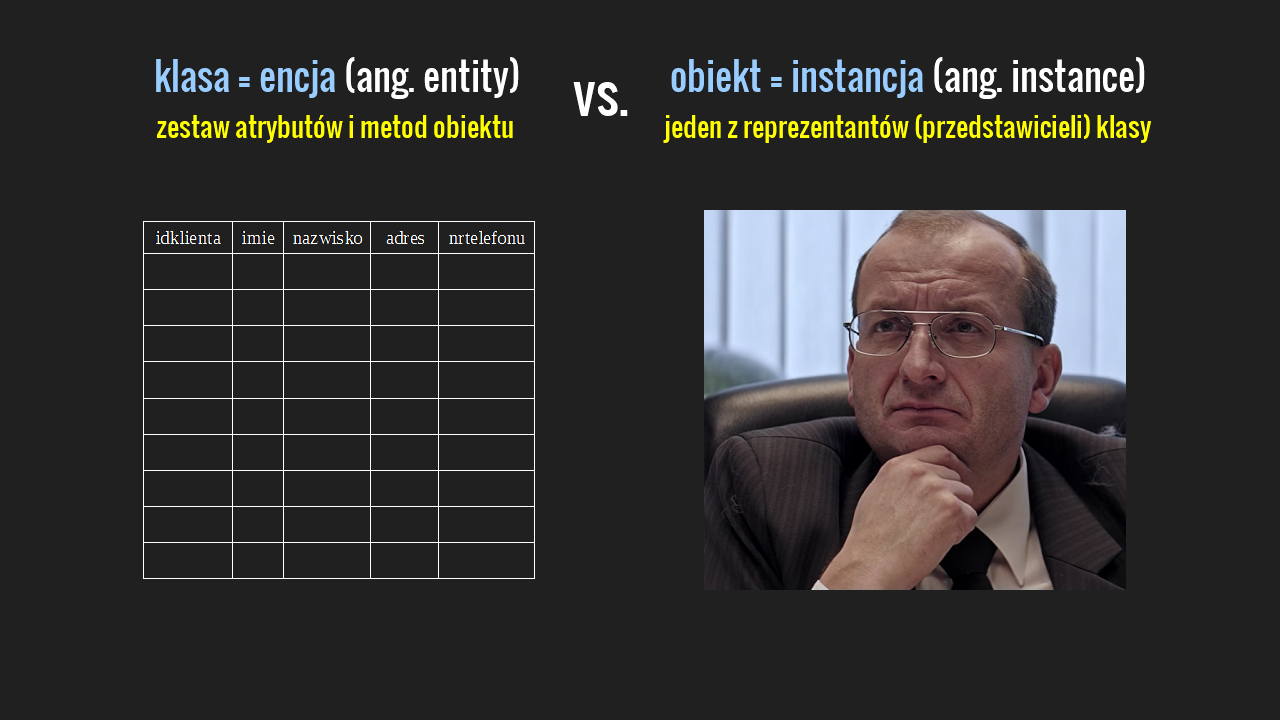 klasa = encja (ang. entity)
zestaw atrybutów i metod obiektu
vs.
obiekt = instancja (ang. instance)
jeden z reprezentantów (przedstawicieli) klasy
idklienta imie nazwisko adres nrtelefonu